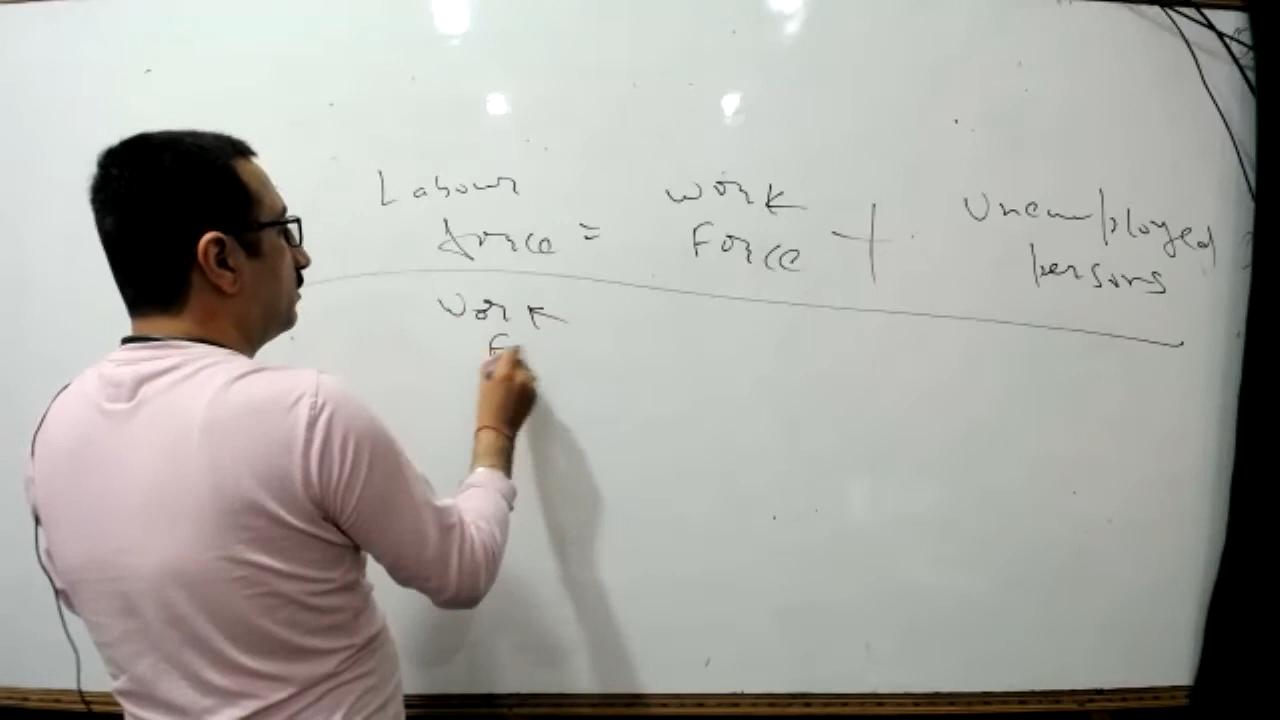 Labour
force =
Work
Force +
Unemployed
persons
Work
F